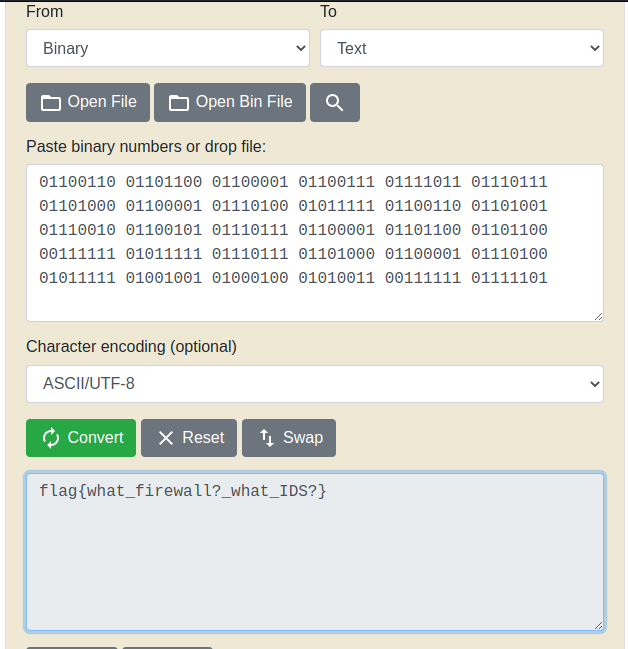 From To
Binary Text
Open File Open Bin File
Paste binary numbers or drop file:
01100110 01101100 01100001 01100111 01111011 01110111
01101000 01100001 01110100 01011111 01100110 01101001
01110010 01100101 01110111 01100001 01101100 01101100
00111111 01011111 01110111 01101000 01100001 01110100
01011111 01001001 01000100 01010011 00111111 01111101
Character encoding (optional)
ASCII/UTF-8
Convert Reset Swap
flag{what_firewall?_what_IDS?}